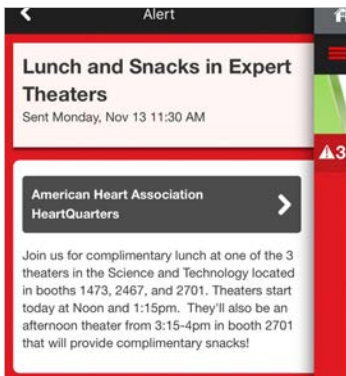 Alert
Lunch and Snacks in Expert
Theaters
Sent Monday, Nov 13 11:30 AM
3
American Heart Association
HeartQuarters
Join us for complimentary lunch at one of the 3
theaters in the Science and Technology located
in booths 1473, 2467, and 2701. Theaters start
today at Noon and 1:15pm. They'll also be an
afternoon theater from 3:15-4pm in booth 2701
that will provide complimentary snacks!